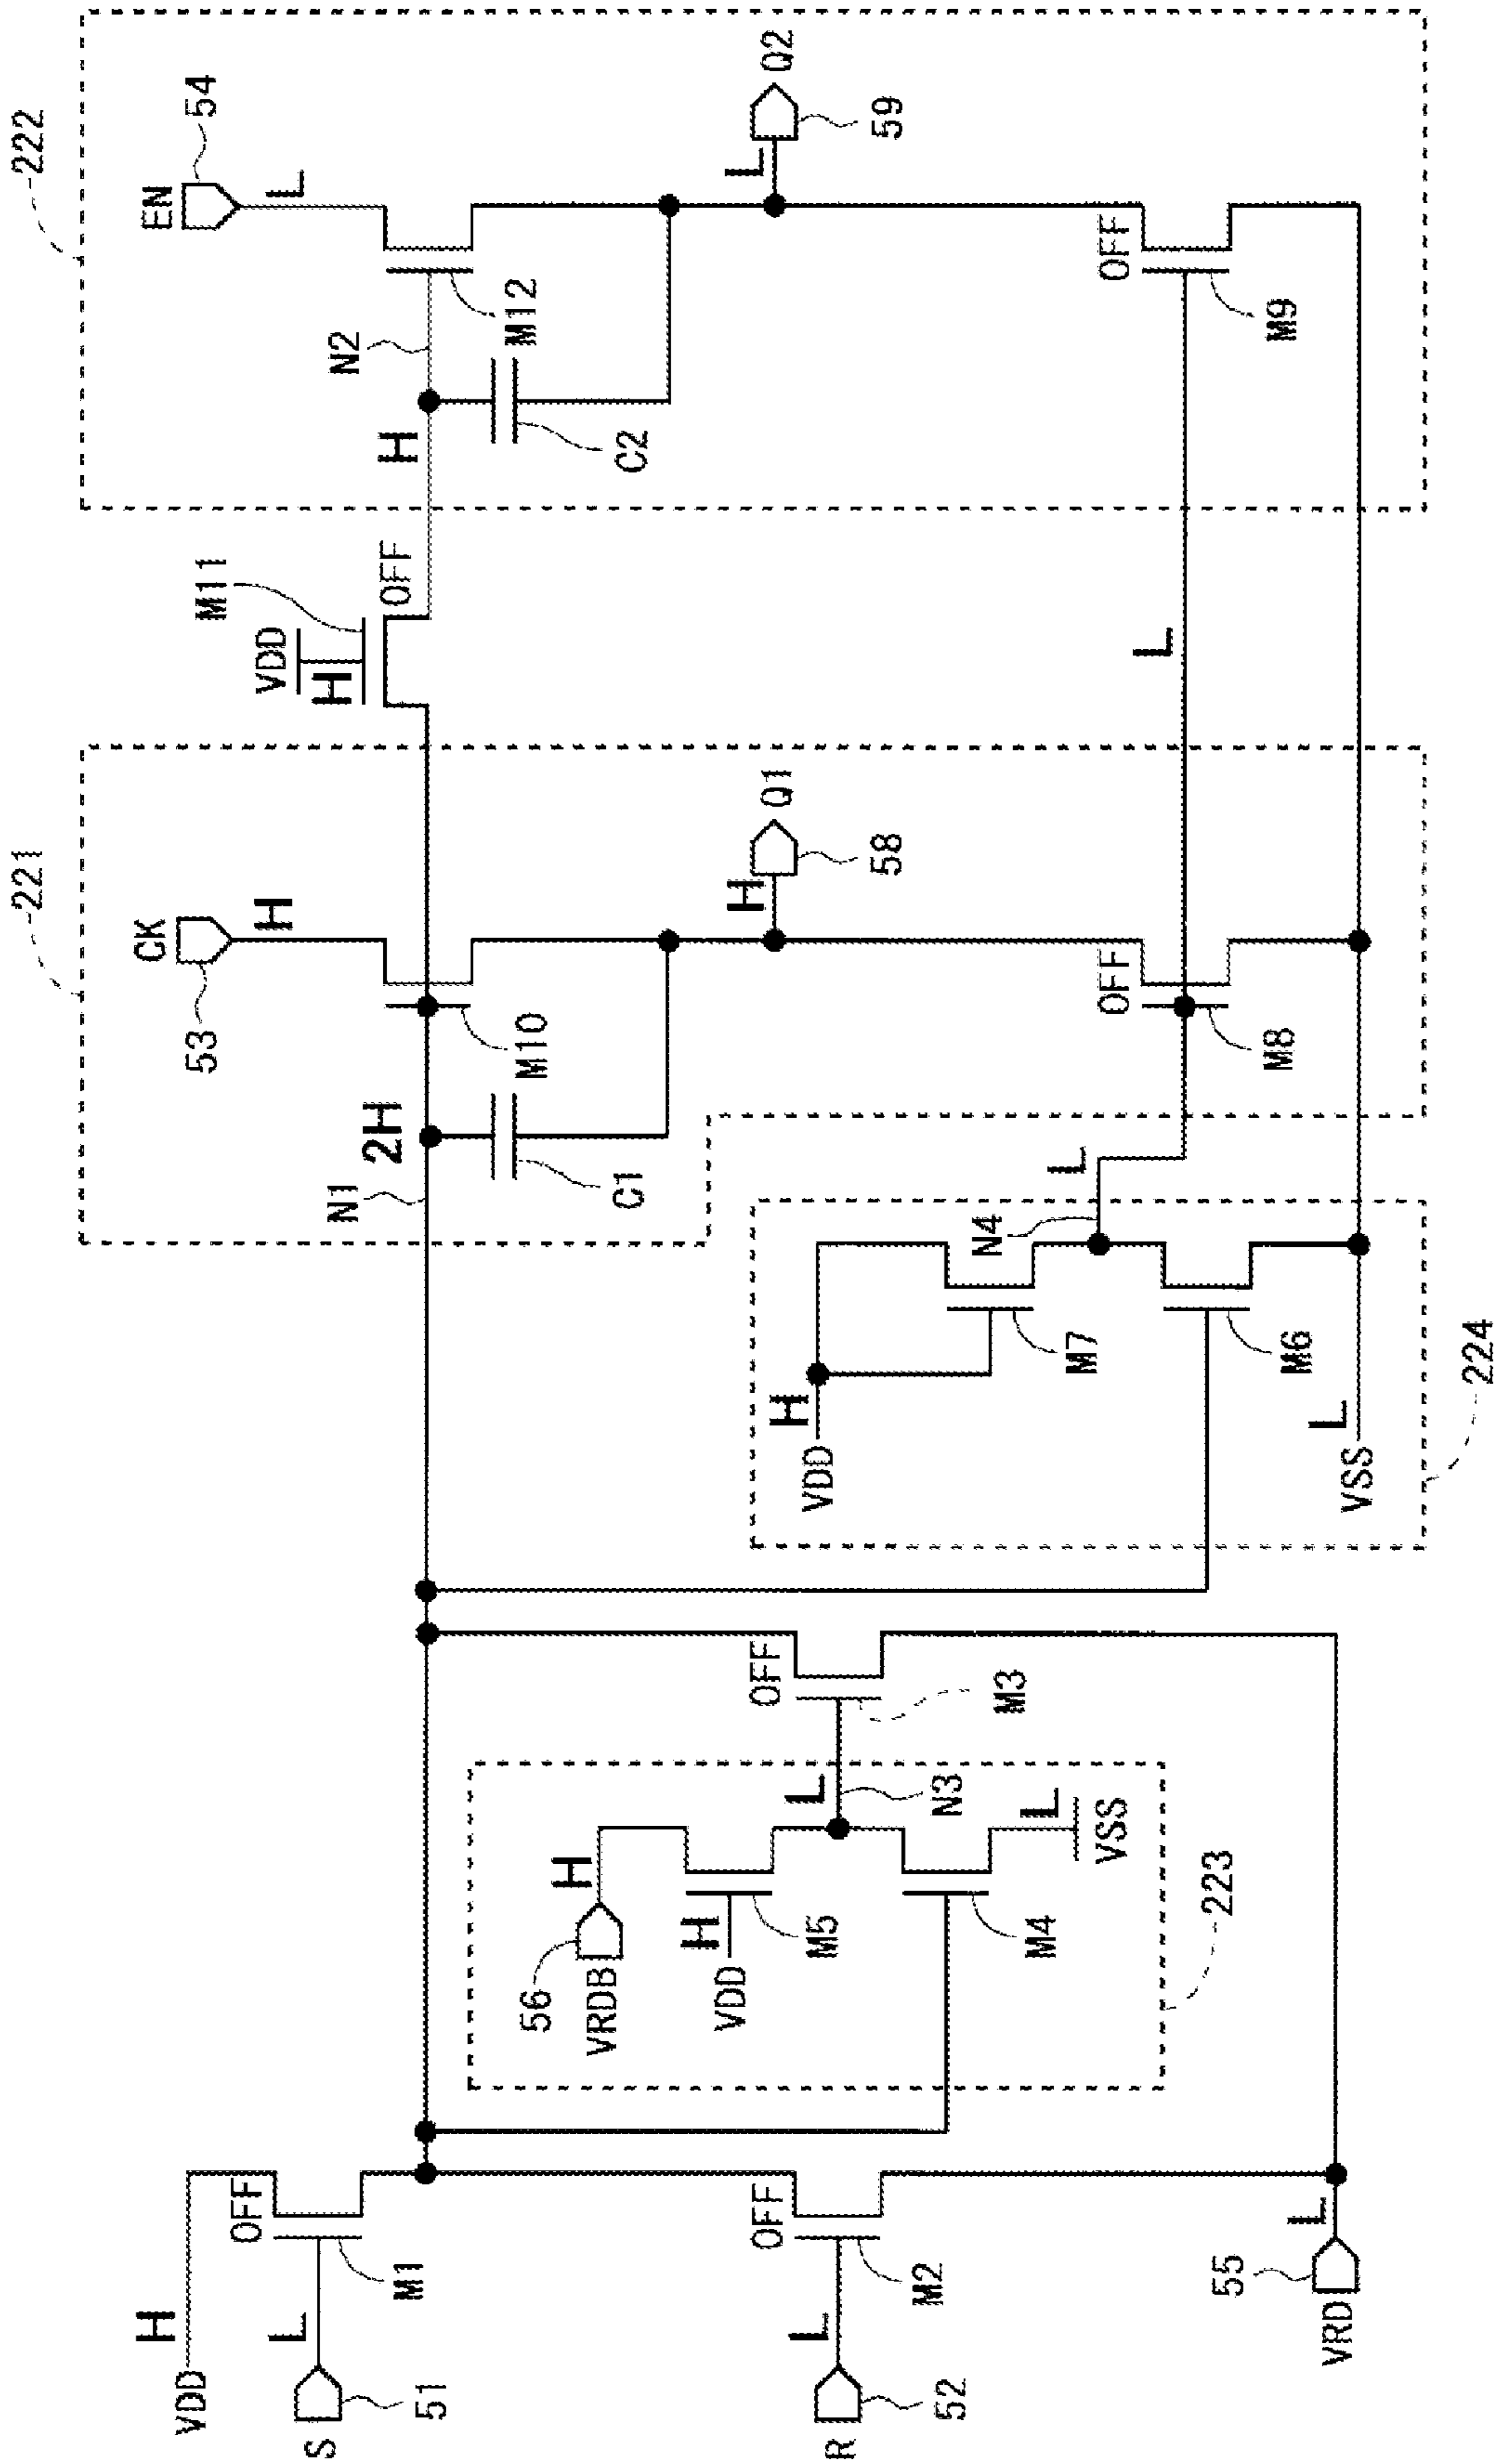 221
222
CK
53
H
EN
54
L
VDD
H
M11
OFF
N1
2H
C1
M10
H
N2
C2
M12
H
Q1
58
L
Q2
59
OFF
M8
L
OFF
M9
VDD
H
OFF
M1
S
L
51
56
VRDB
H
VDD
H
M5
L
N3
M4
L
VSS
223
OFF
M3
VDD
H
M7
N4
L
M6
VSS
L
224
R
L
52
OFF
M2
VRD
L
55